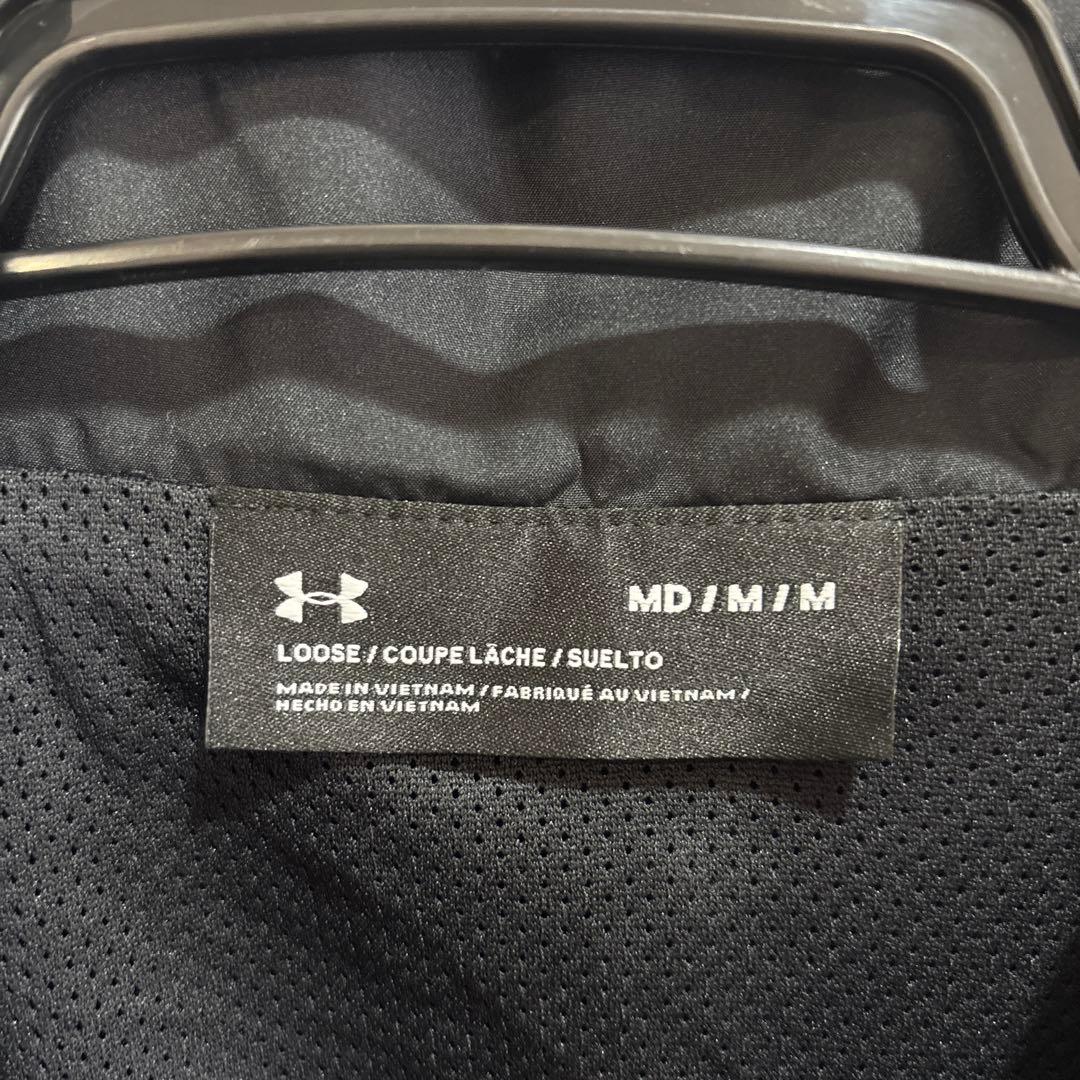 MD / M / M
LOOSE / COUPE LÂCHE / SUELTO
MADE IN VIETNAM / FABRIQUÉ AU VIETNAM /
HECHO EN VIETNAM